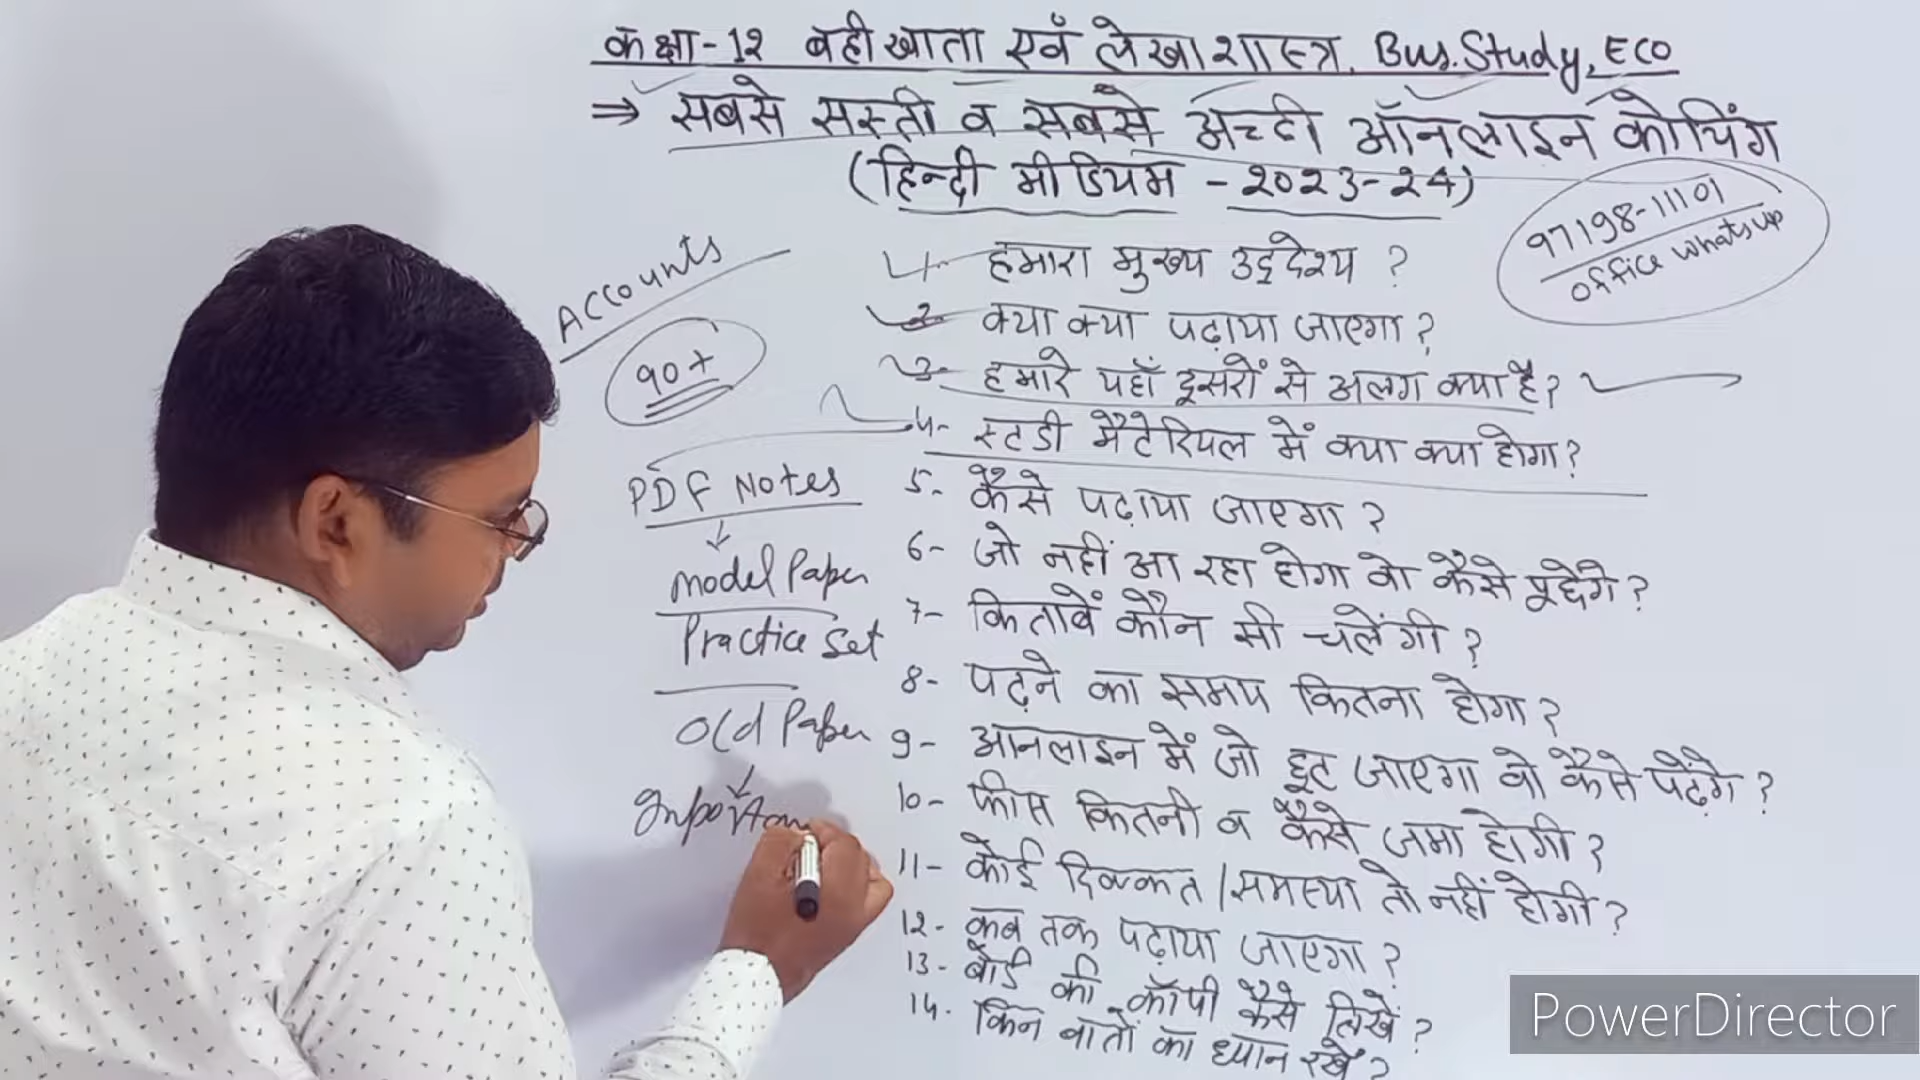 कक्षा-12 बहीखाता एवँ लेखाशास्त्र, Bus.Study, ECO
⇒ सबसे सस्ती व सबसे अच्छी ऑनलाइन कोचिंग
(हिन्दी मीडियम - 2023-24)
97198-11101
office whatsup
Accounts
90+
1- हमारा मुख्य उद्देश्य ?
2- क्या क्या पढ़ाया जाएगा ?
3- हमारे यहाँ दूसरों से अलग क्या है?
4- स्टडी मैटेरियल में क्या क्या होगा?
PDF Notes
model Paper
Practice Set
Old Paper
5- कैसे पढ़ाया जाएगा ?
6- जो नहीं आ रहा होगा वो कैसे पूछेंगे ?
7- किताबें कौन सी चलेंगी ?
8- पढ़ने का समय कितना होगा ?
9- ऑनलाइन में जो छूट जाएगा वो कैसे पढ़ेंगे ?
10- फीस कितनी व कैसे जमा होगी ?
11- कोई दिक्कत/समस्या तो नहीं होगी ?
12- कब तक पढ़ाया जाएगा ?
13- बोर्ड की कॉपी कैसे लिखें ?
14. किन बातों का ध्यान रखें ?
PowerDirector